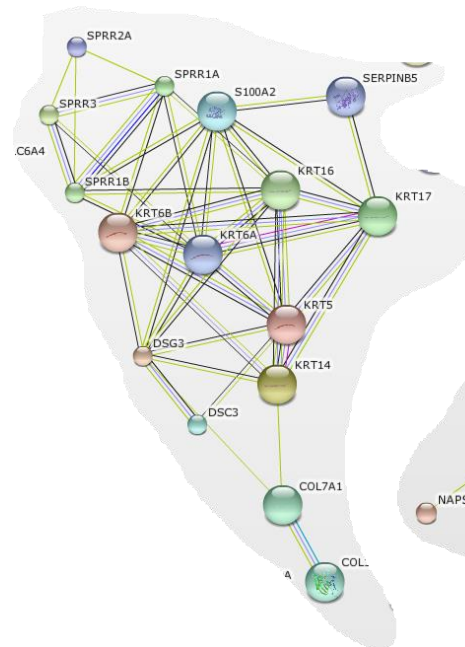 SPRR2A
SPRR1A
S100A2
SERPINB5
SPRR3
C6A4
SPRR1B
KRT16
KRT17
KRT6B
KRT6A
KRT5
DSG3
KRT14
DSC3
COL7A1
NAPS
COL
A